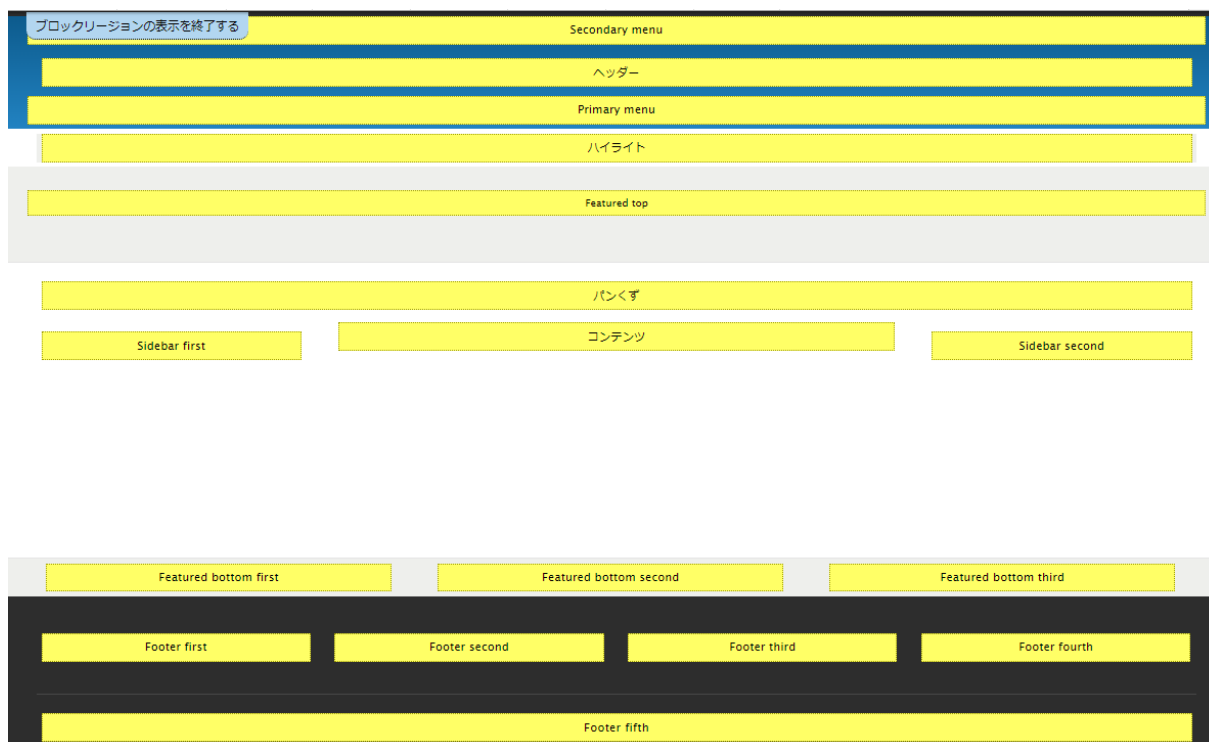 ブロックリージョンの表示を終了する
Secondary menu
ヘッダー
Primary menu
ハイライト
Featured top
パンくず
Sidebar first
コンテンツ
Sidebar second
Featured bottom first
Featured bottom second
Featured bottom third
Footer first
Footer second
Footer third
Footer fourth
Footer fifth